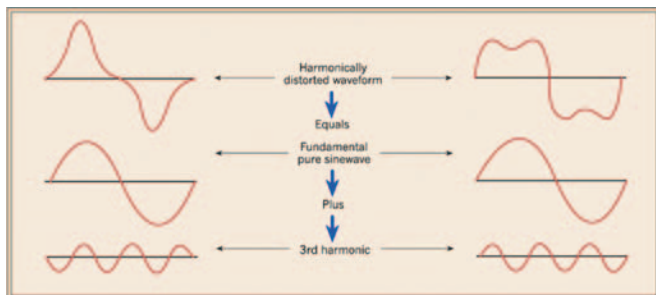 Harmonically
distorted waveform
Equals
Fundamental
pure sinewave
Plus
3rd harmonic